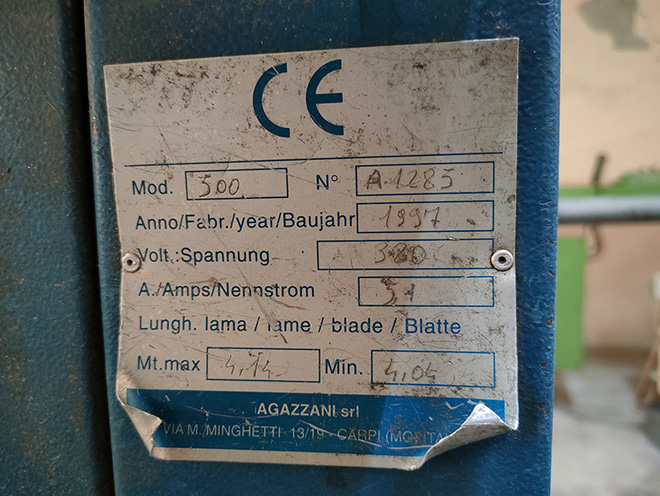 CE
Mod. 500 N° A.1285
Anno/Fabr./year/Baujahr 1997
Volt.:Spannung 380
A./Amps/Nennstrom 5,1
Lungh. lama / lame / blade / Blatte
Mt.max 4,14 Min. 4,04
AGAZZANI srl
VIA M. MINGHETTI 13/19 - CARPI